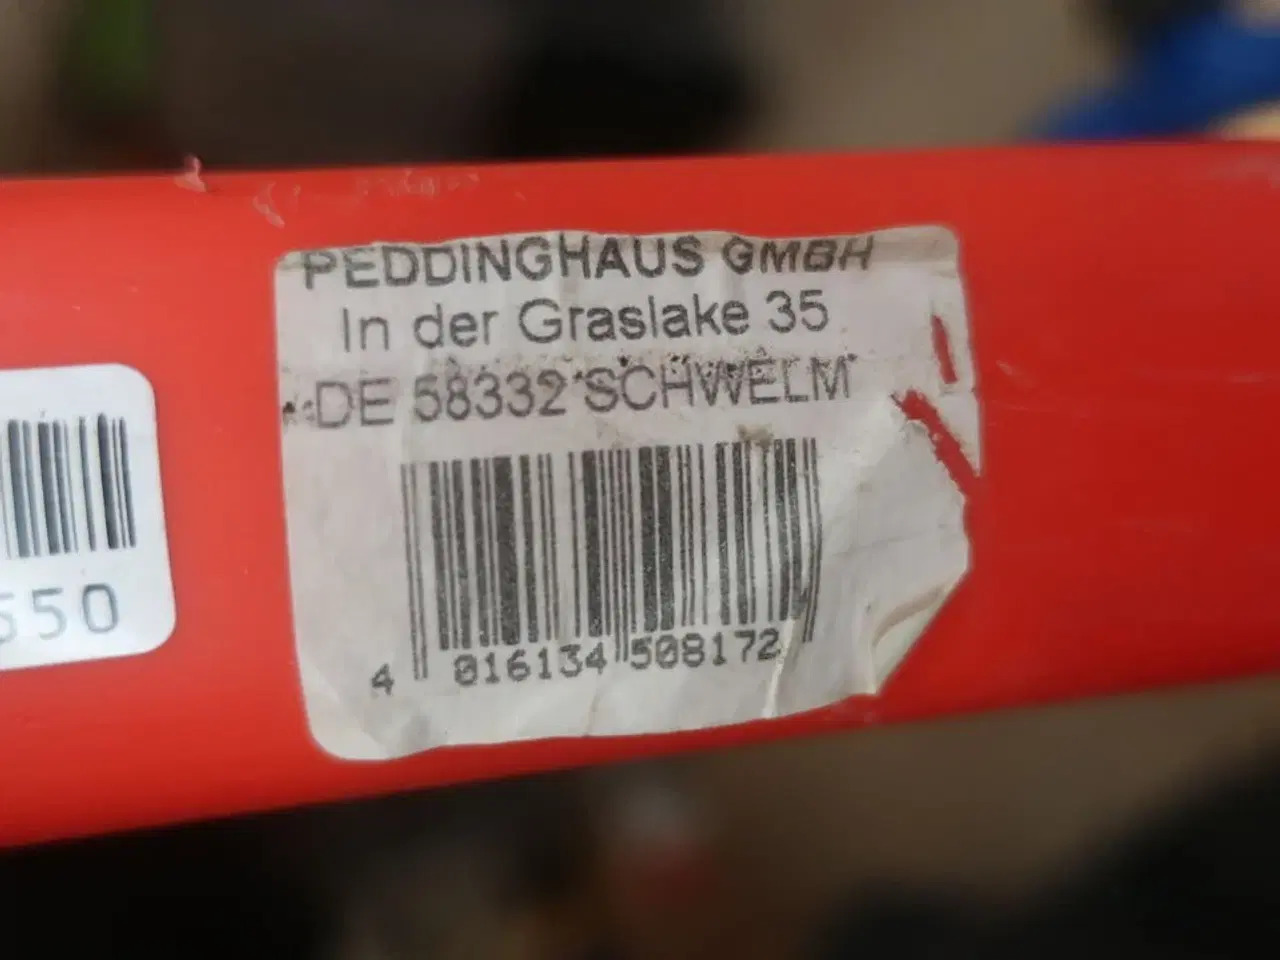 PEDDINGHAUS GMBH
In der Graslake 35
DE 58332 SCHWELM
4 016134 508172
550